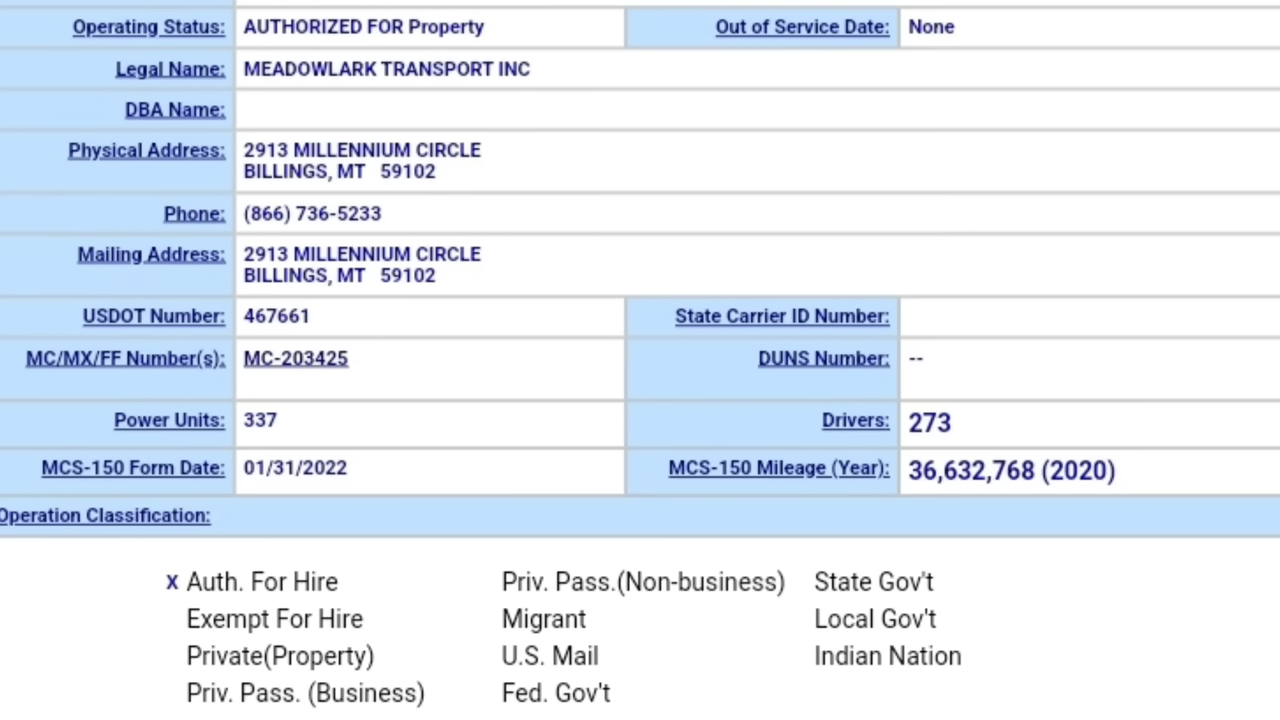 Operating Status: AUTHORIZED FOR Property Out of Service Date: None
Legal Name: MEADOWLARK TRANSPORT INC
DBA Name:
Physical Address: 2913 MILLENNIUM CIRCLE
BILLINGS, MT 59102
Phone: (866) 736-5233
Mailing Address: 2913 MILLENNIUM CIRCLE
BILLINGS, MT 59102
USDOT Number: 467661 State Carrier ID Number:
MC/MX/FF Number(s): MC-203425 DUNS Number: --
Power Units: 337 Drivers: 273
MCS-150 Form Date: 01/31/2022 MCS-150 Mileage (Year): 36,632,768 (2020)
Operation Classification:
x Auth. For Hire Priv. Pass.(Non-business) State Gov't
Exempt For Hire Migrant Local Gov't
Private(Property) U.S. Mail Indian Nation
Priv. Pass. (Business) Fed. Gov't